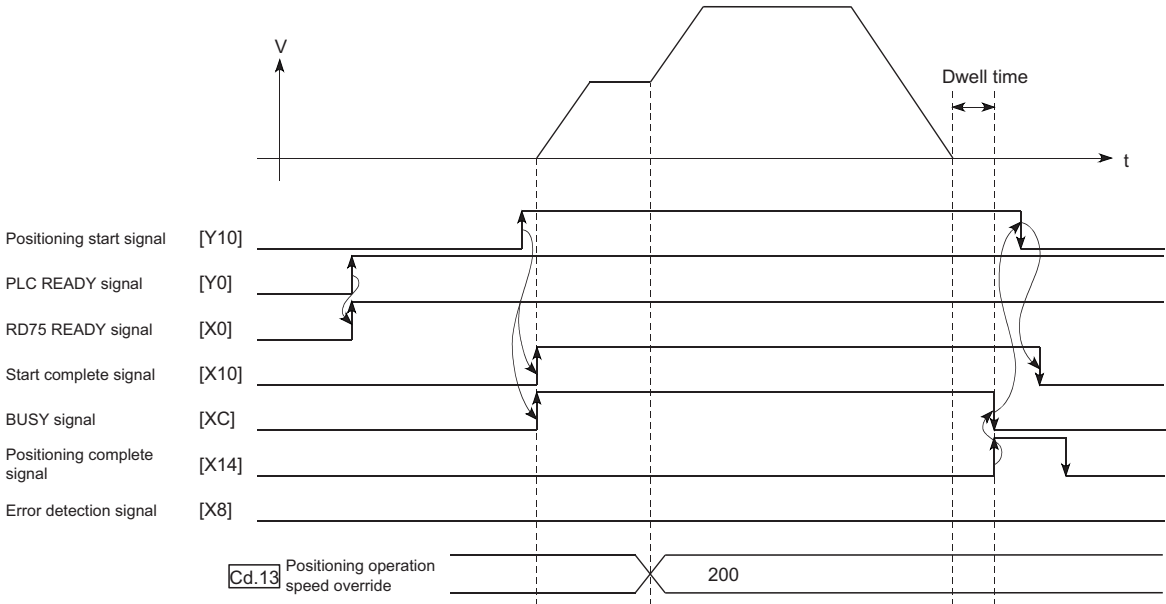 V
Dwell time
t
Positioning start signal [Y10]
PLC READY signal [Y0]
RD75 READY signal [X0]
Start complete signal [X10]
BUSY signal [XC]
Positioning complete
signal [X14]
Error detection signal [X8]
Cd.13 Positioning operation
speed override
200